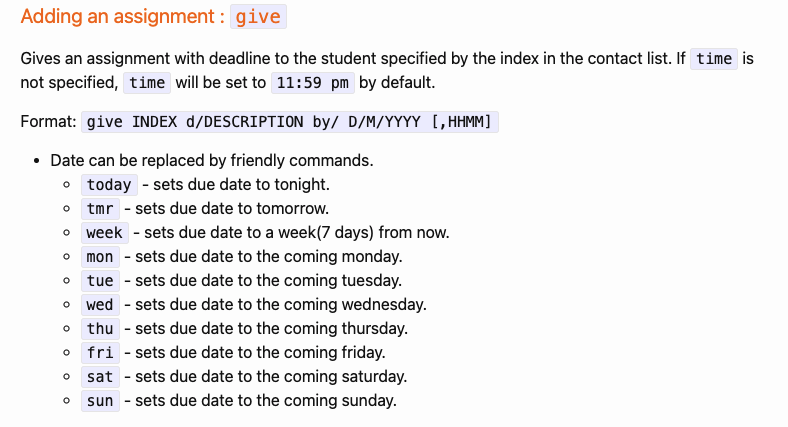 Adding an assignment : give
Gives an assignment with deadline to the student specified by the index in the contact list. If time is
not specified, time will be set to 11:59 pm by default.
Format: give INDEX d/DESCRIPTION by/ D/M/YYYY [,HHMM]
• Date can be replaced by friendly commands.
◦ today - sets due date to tonight.
◦ tmr - sets due date to tomorrow.
◦ week - sets due date to a week(7 days) from now.
◦ mon - sets due date to the coming monday.
◦ tue - sets due date to the coming tuesday.
◦ wed - sets due date to the coming wednesday.
◦ thu - sets due date to the coming thursday.
◦ fri - sets due date to the coming friday.
◦ sat - sets due date to the coming saturday.
◦ sun - sets due date to the coming sunday.